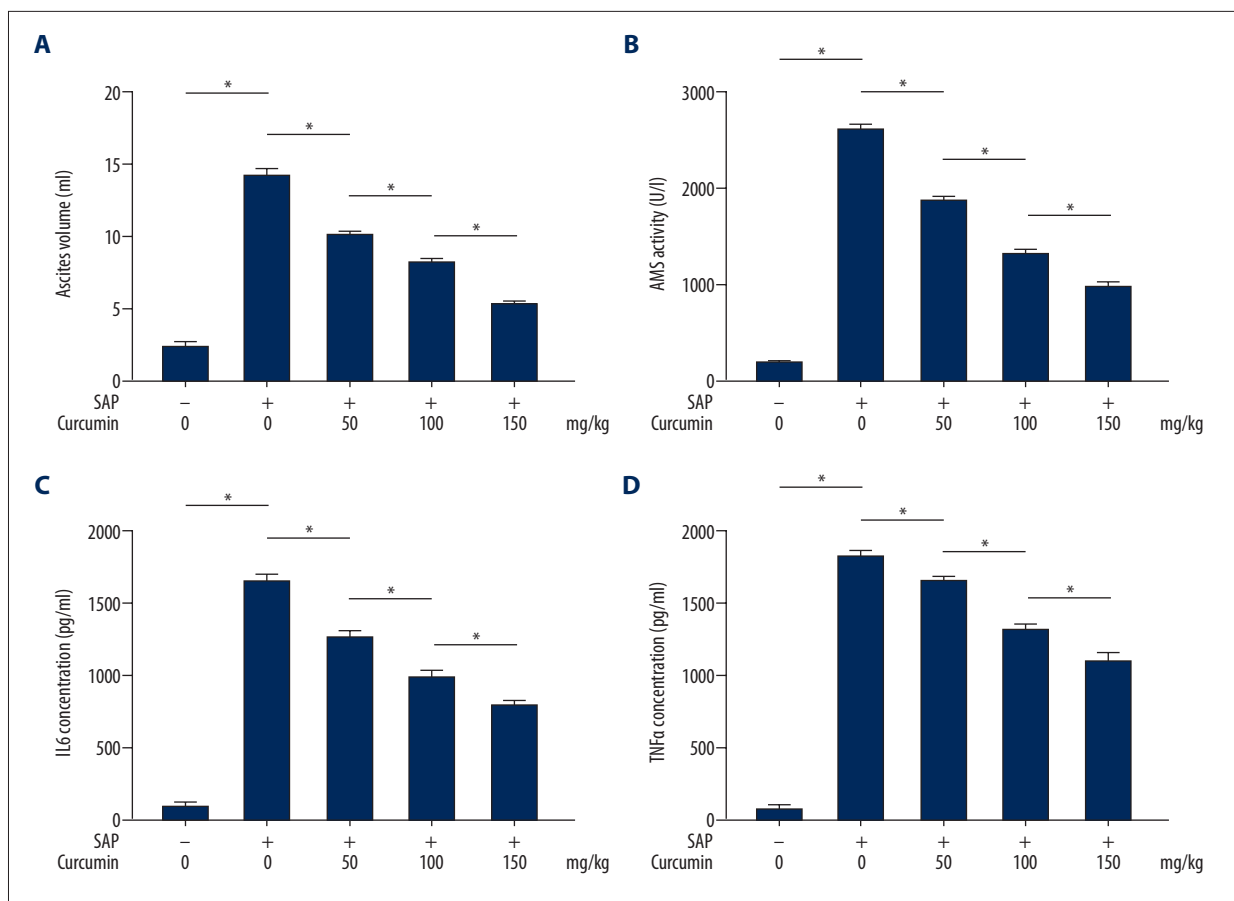 A
*
*
*
*
20
15
10
5
0
Ascites volume (ml)
SAP – + + + +
Curcumin 0 0 50 100 150 mg/kg
B
*
*
*
*
3000
2000
1000
0
AMS activity (U/l)
SAP – + + + +
Curcumin 0 0 50 100 150 mg/kg
C
*
*
*
*
2000
1500
1000
500
0
IL6 concentration (pg/ml)
SAP – + + + +
Curcumin 0 0 50 100 150 mg/kg
D
*
*
*
*
2000
1500
1000
500
0
TNFα concentration (pg/ml)
SAP – + + + +
Curcumin 0 0 50 100 150 mg/kg